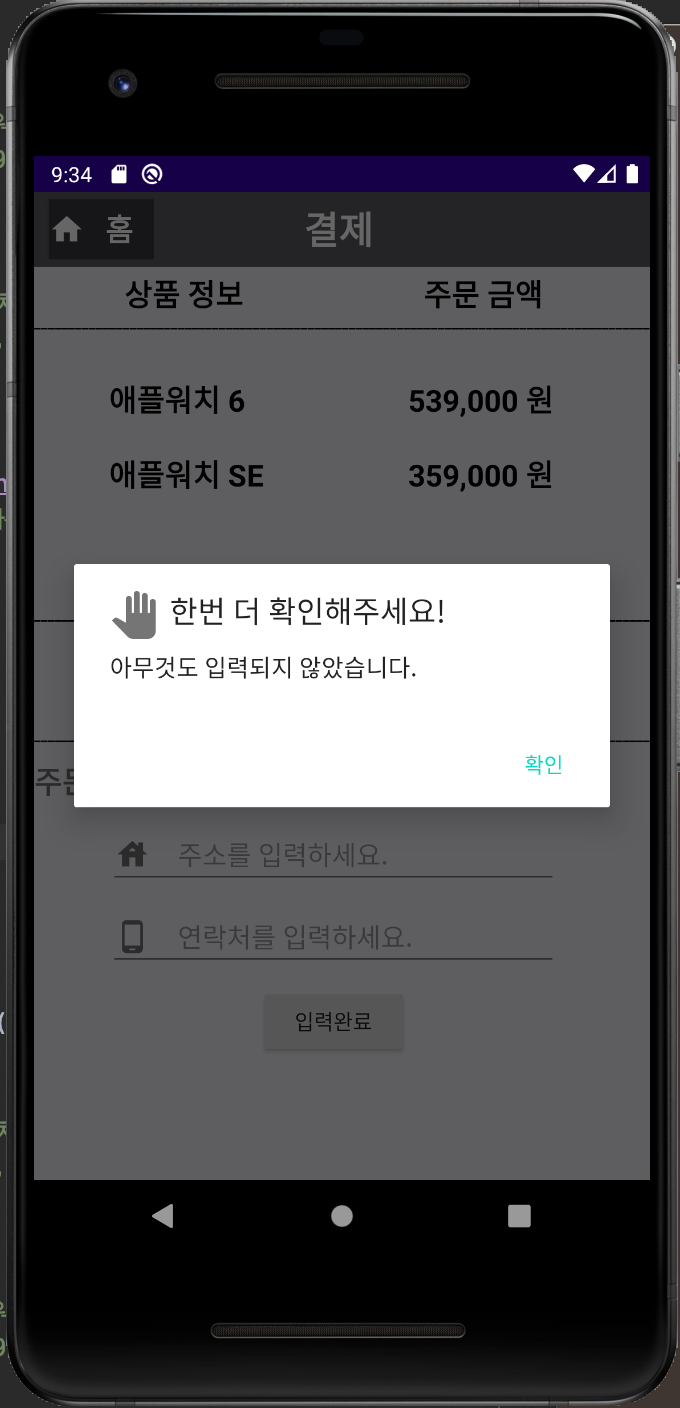 9:34
홈 결제
상품 정보 주문 금액
애플워치 6 539,000 원
애플워치 SE 359,000 원
한번 더 확인해주세요!
아무것도 입력되지 않았습니다.
확인
주문
주소를 입력하세요.
연락처를 입력하세요.
입력완료